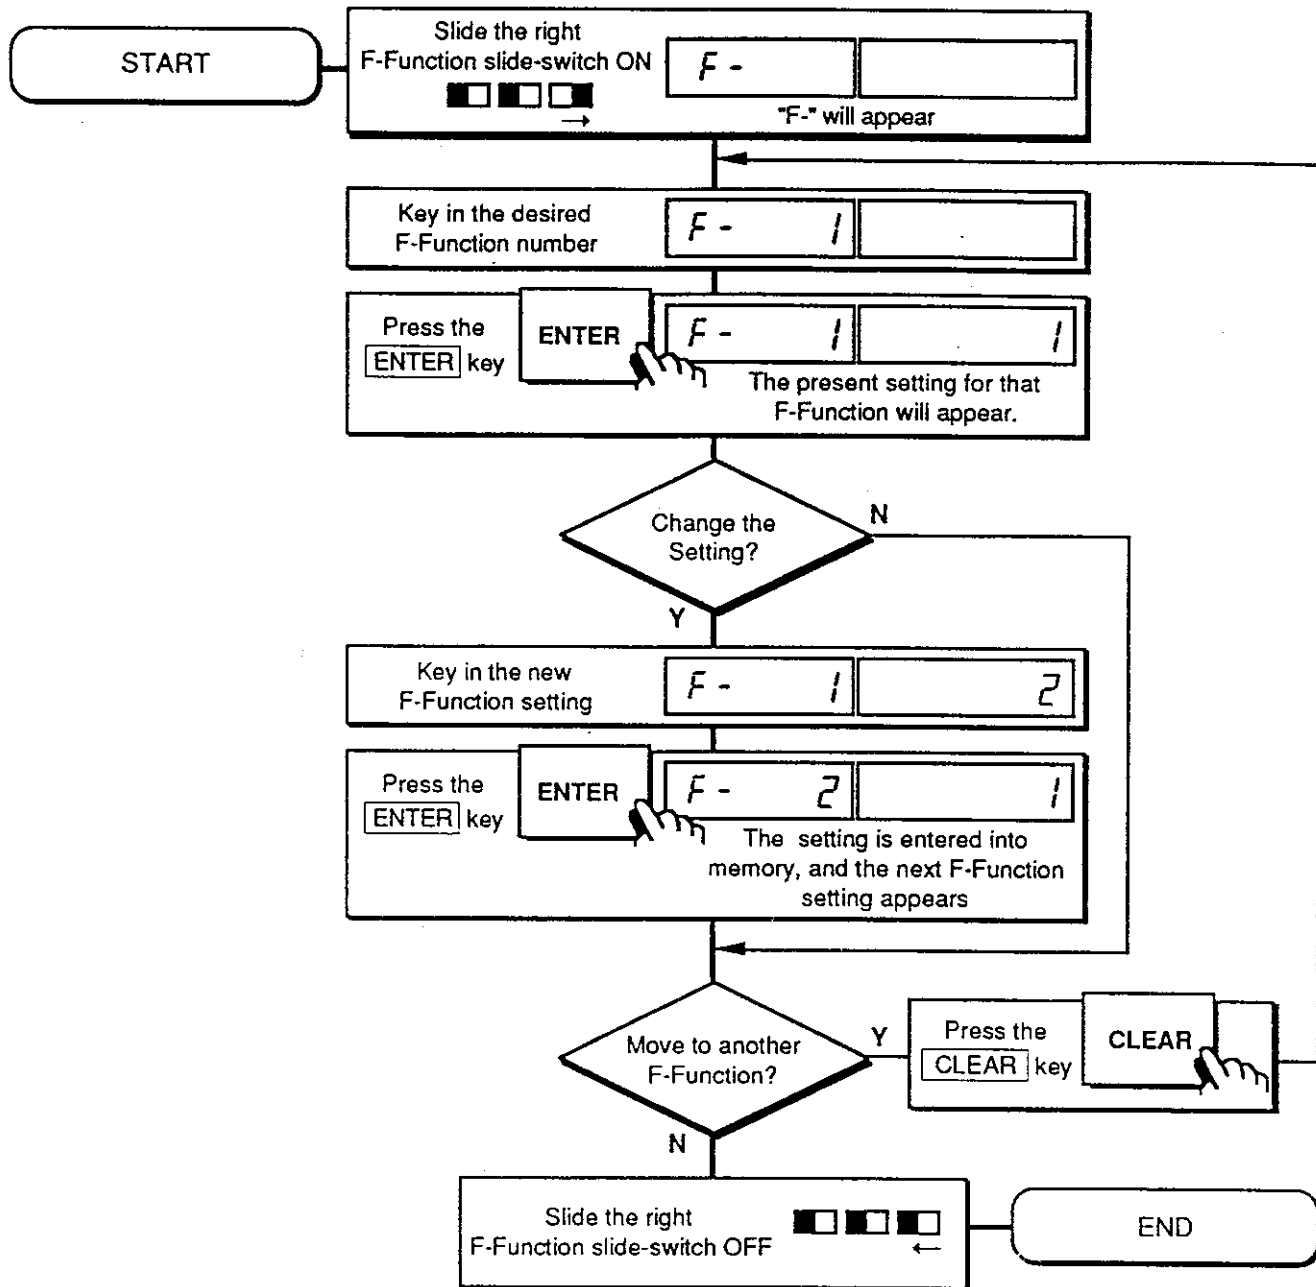 START
Slide the right
F-Function slide-switch ON
F -
"F-" will appear
Key in the desired
F-Function number
F - 1
Press the
ENTER key
ENTER
F - 1 1
The present setting for that
F-Function will appear.
Change the
Setting?
N
Y
Key in the new
F-Function setting
F - 1 2
Press the
ENTER key
ENTER
F - 2 1
The setting is entered into
memory, and the next F-Function
setting appears
Move to another
F-Function?
Y
Press the
CLEAR key
CLEAR
N
Slide the right
F-Function slide-switch OFF
END